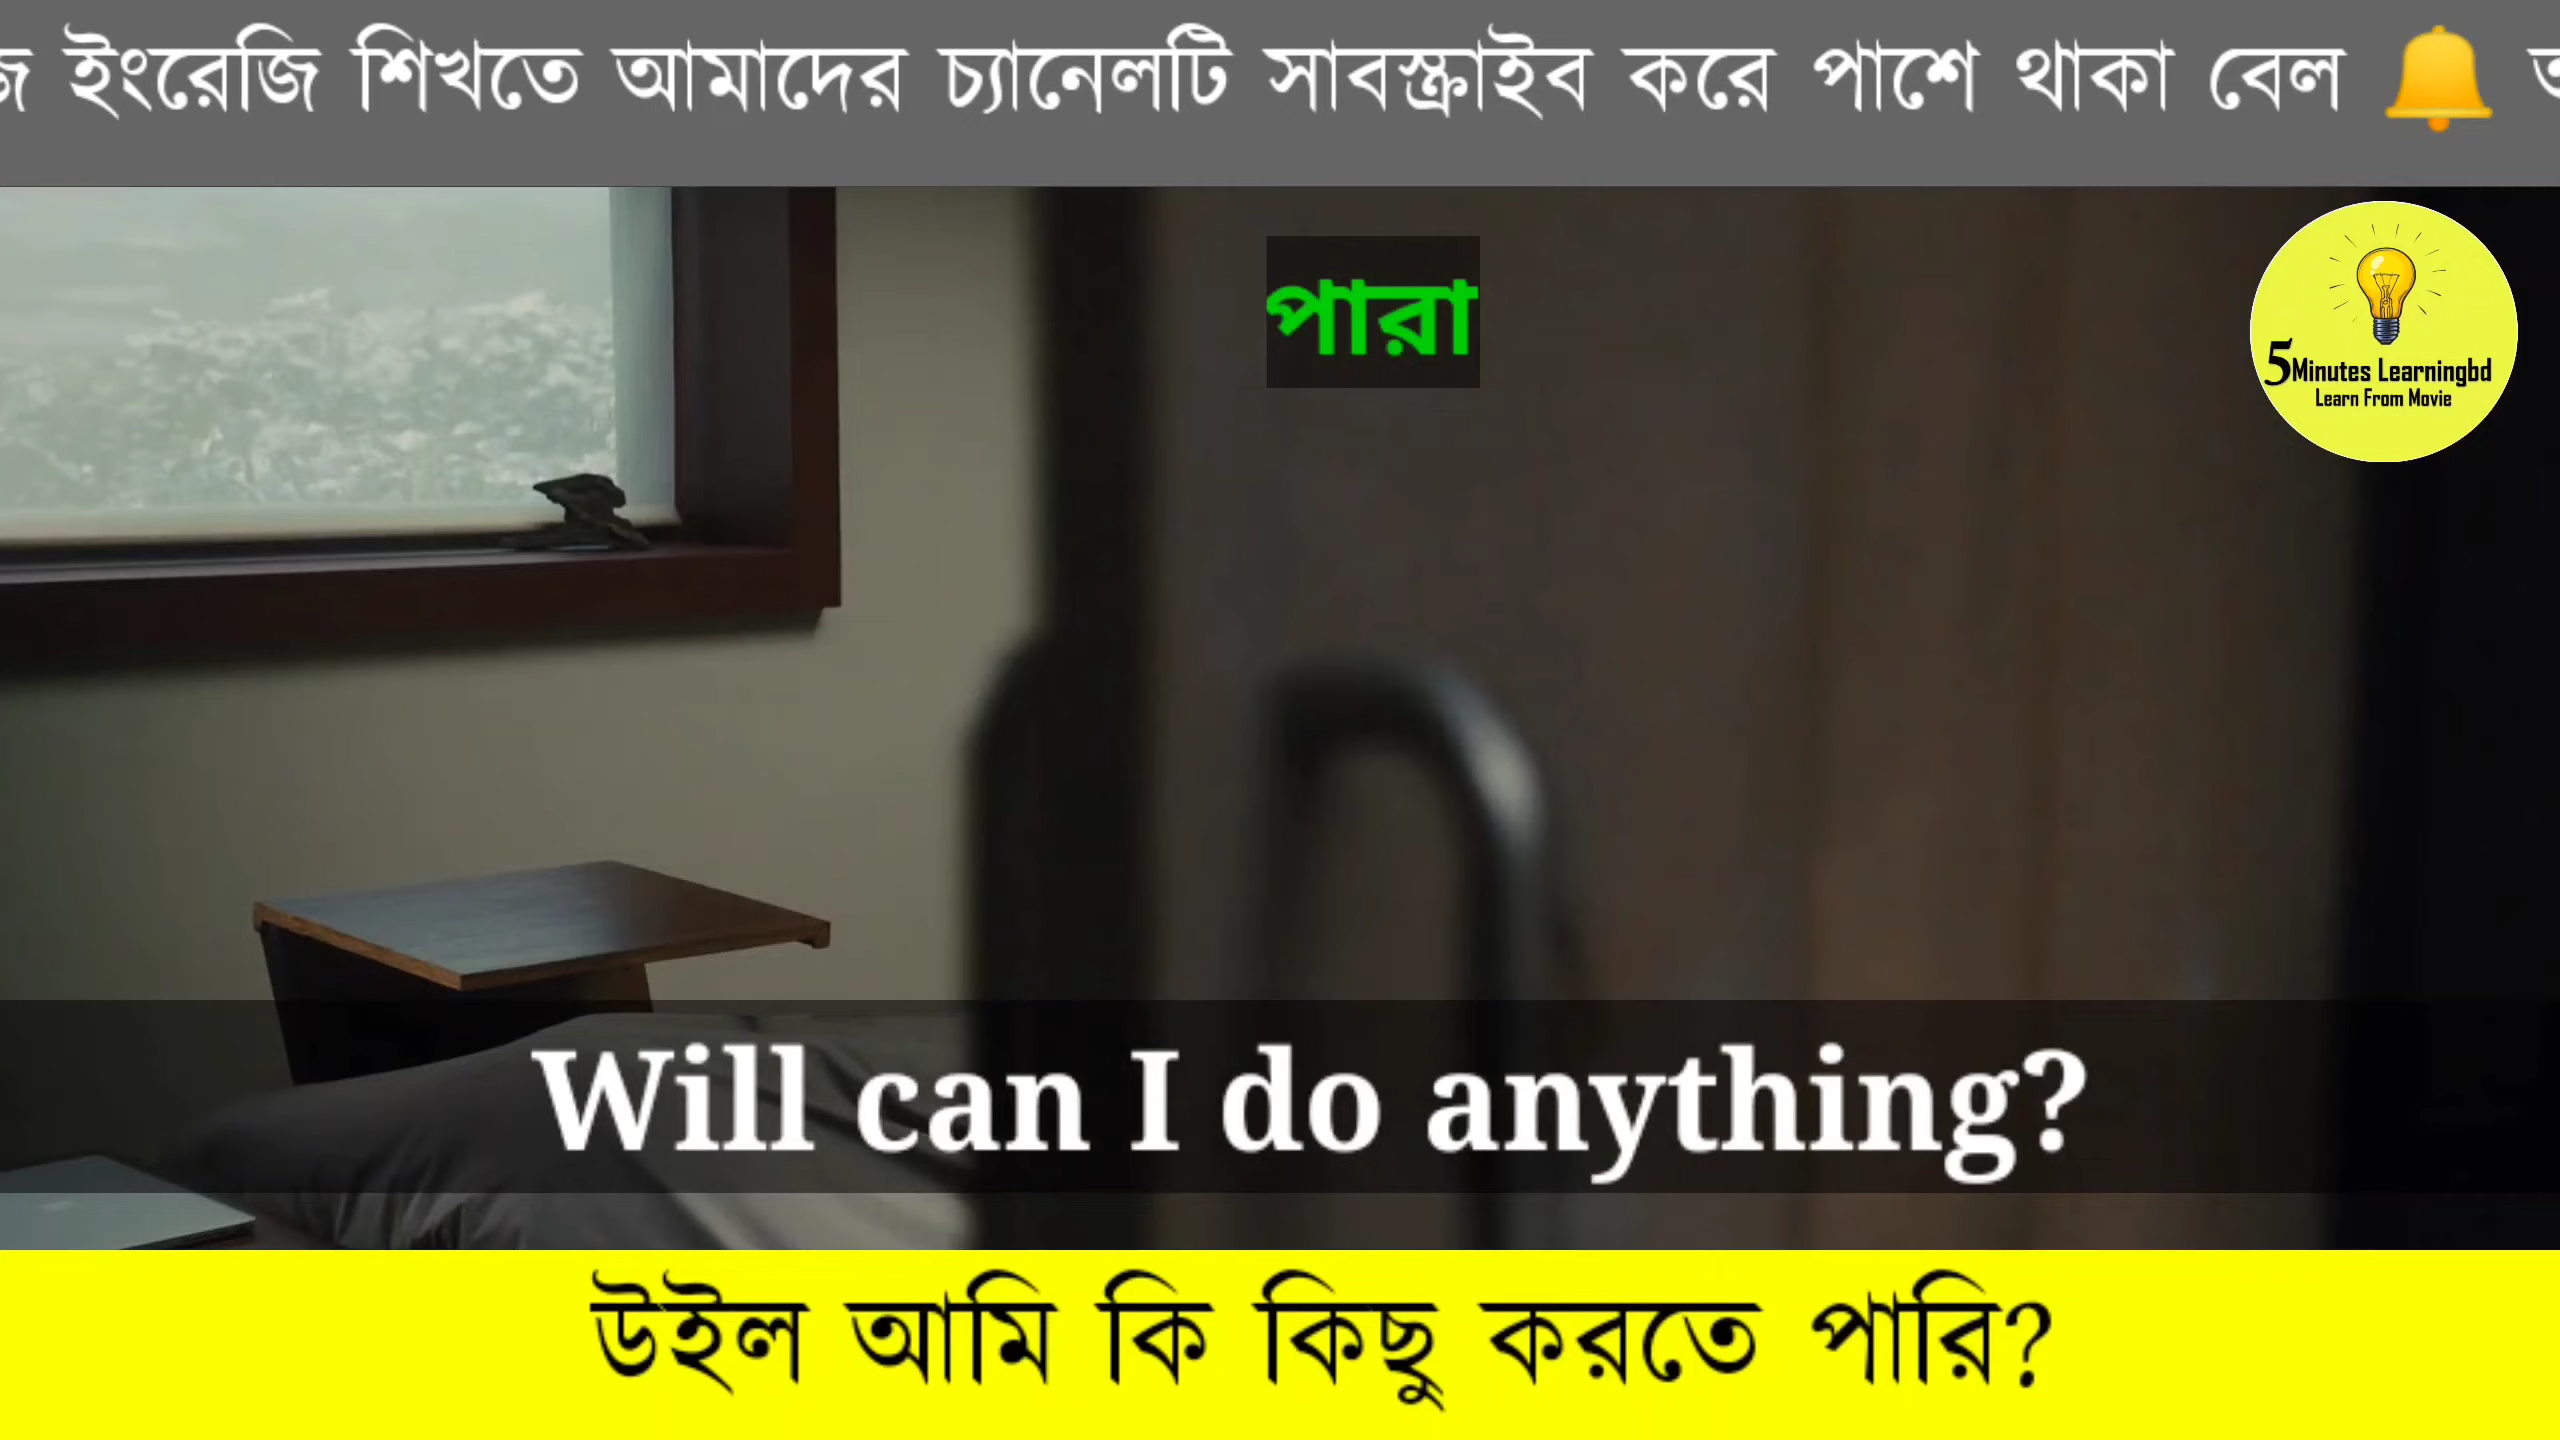 ইংরেজি শিখতে আমাদের চ্যানেলটি সাবস্ক্রাইব করে পাশে থাকা বেল 🔔
পারা
5Minutes Learningbd
Learn From Movie
Will can I do anything?
উইল আমি কি কিছু করতে পারি?